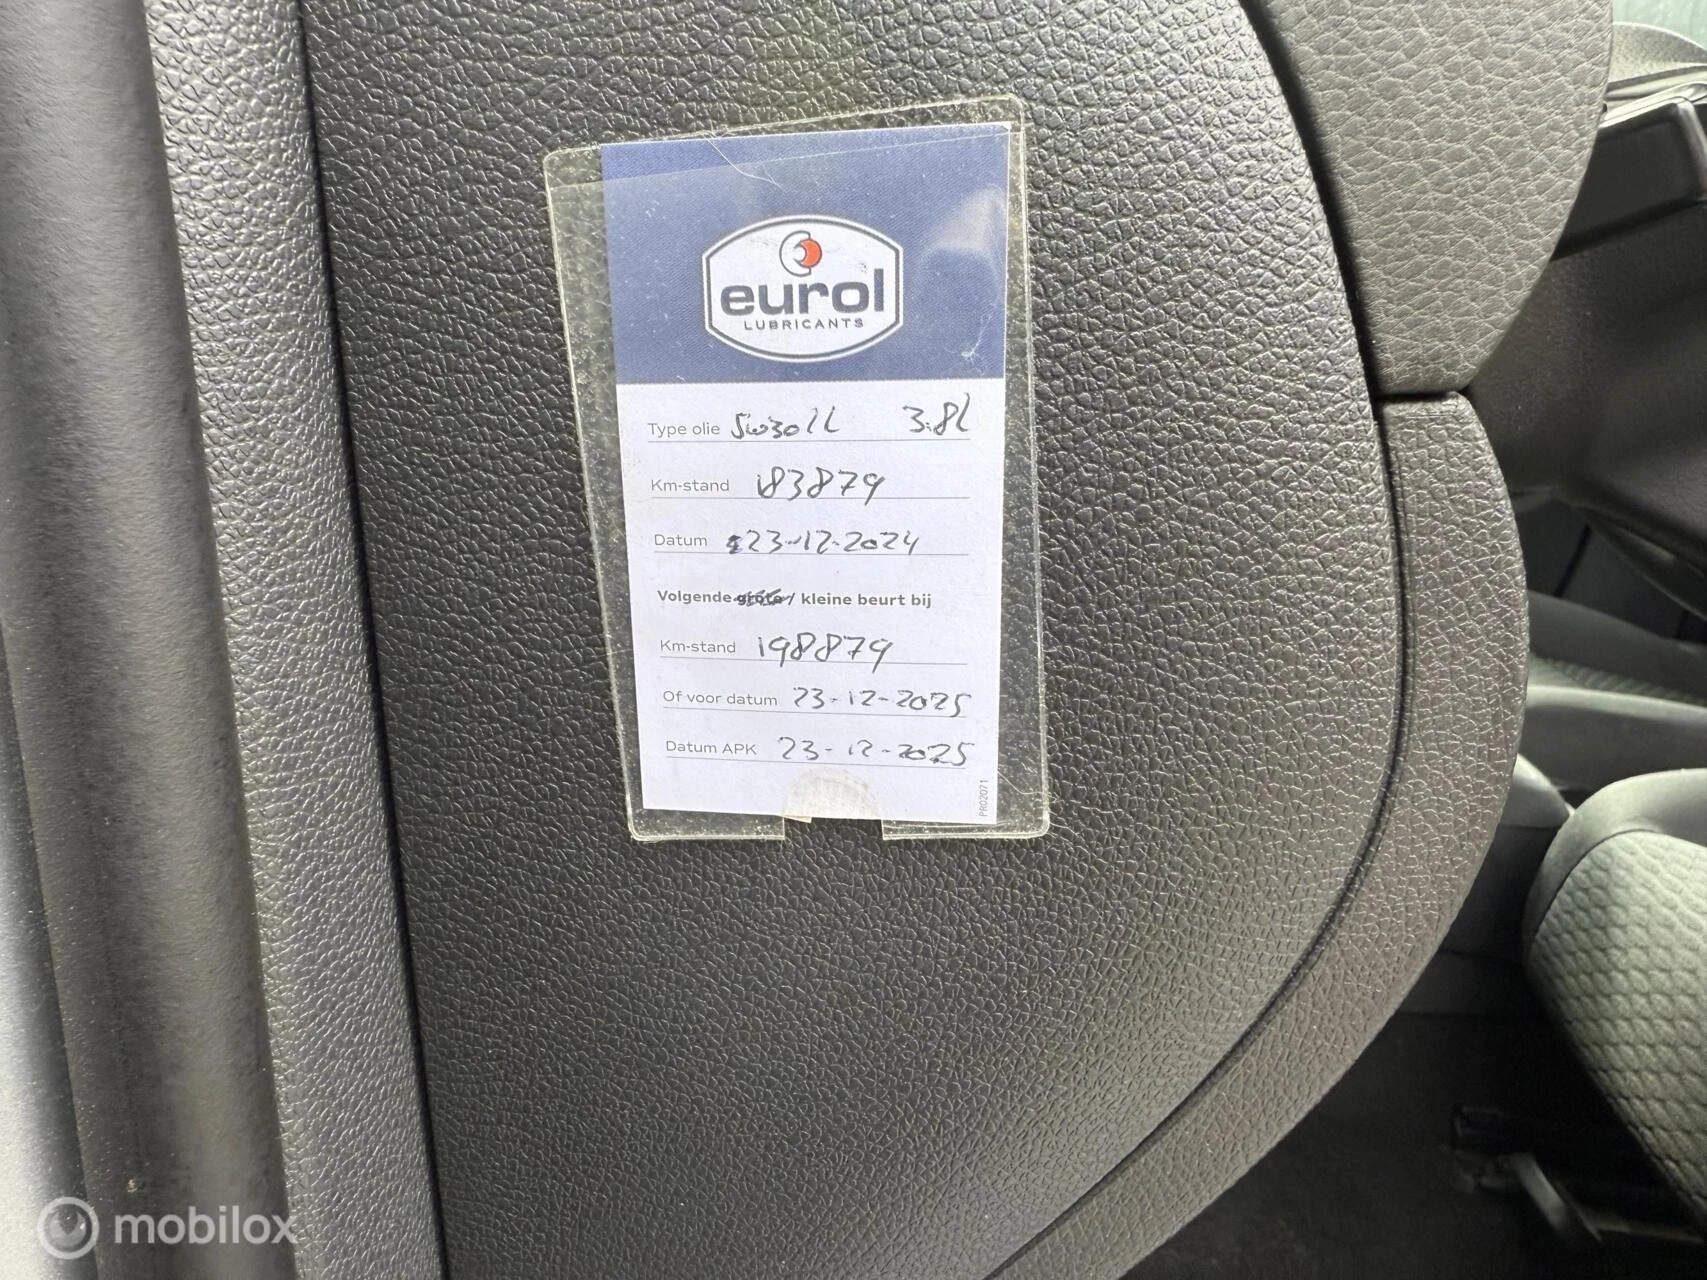 eurol
LUBRICANTS
Type olie 5w30LL 3.8L
Km-stand 183879
Datum 23-12-2024
Volgende grote / kleine beurt bij
Km-stand 198879
Of voor datum 23-12-2025
Datum APK 23-12-2025
PR02071
mobilox